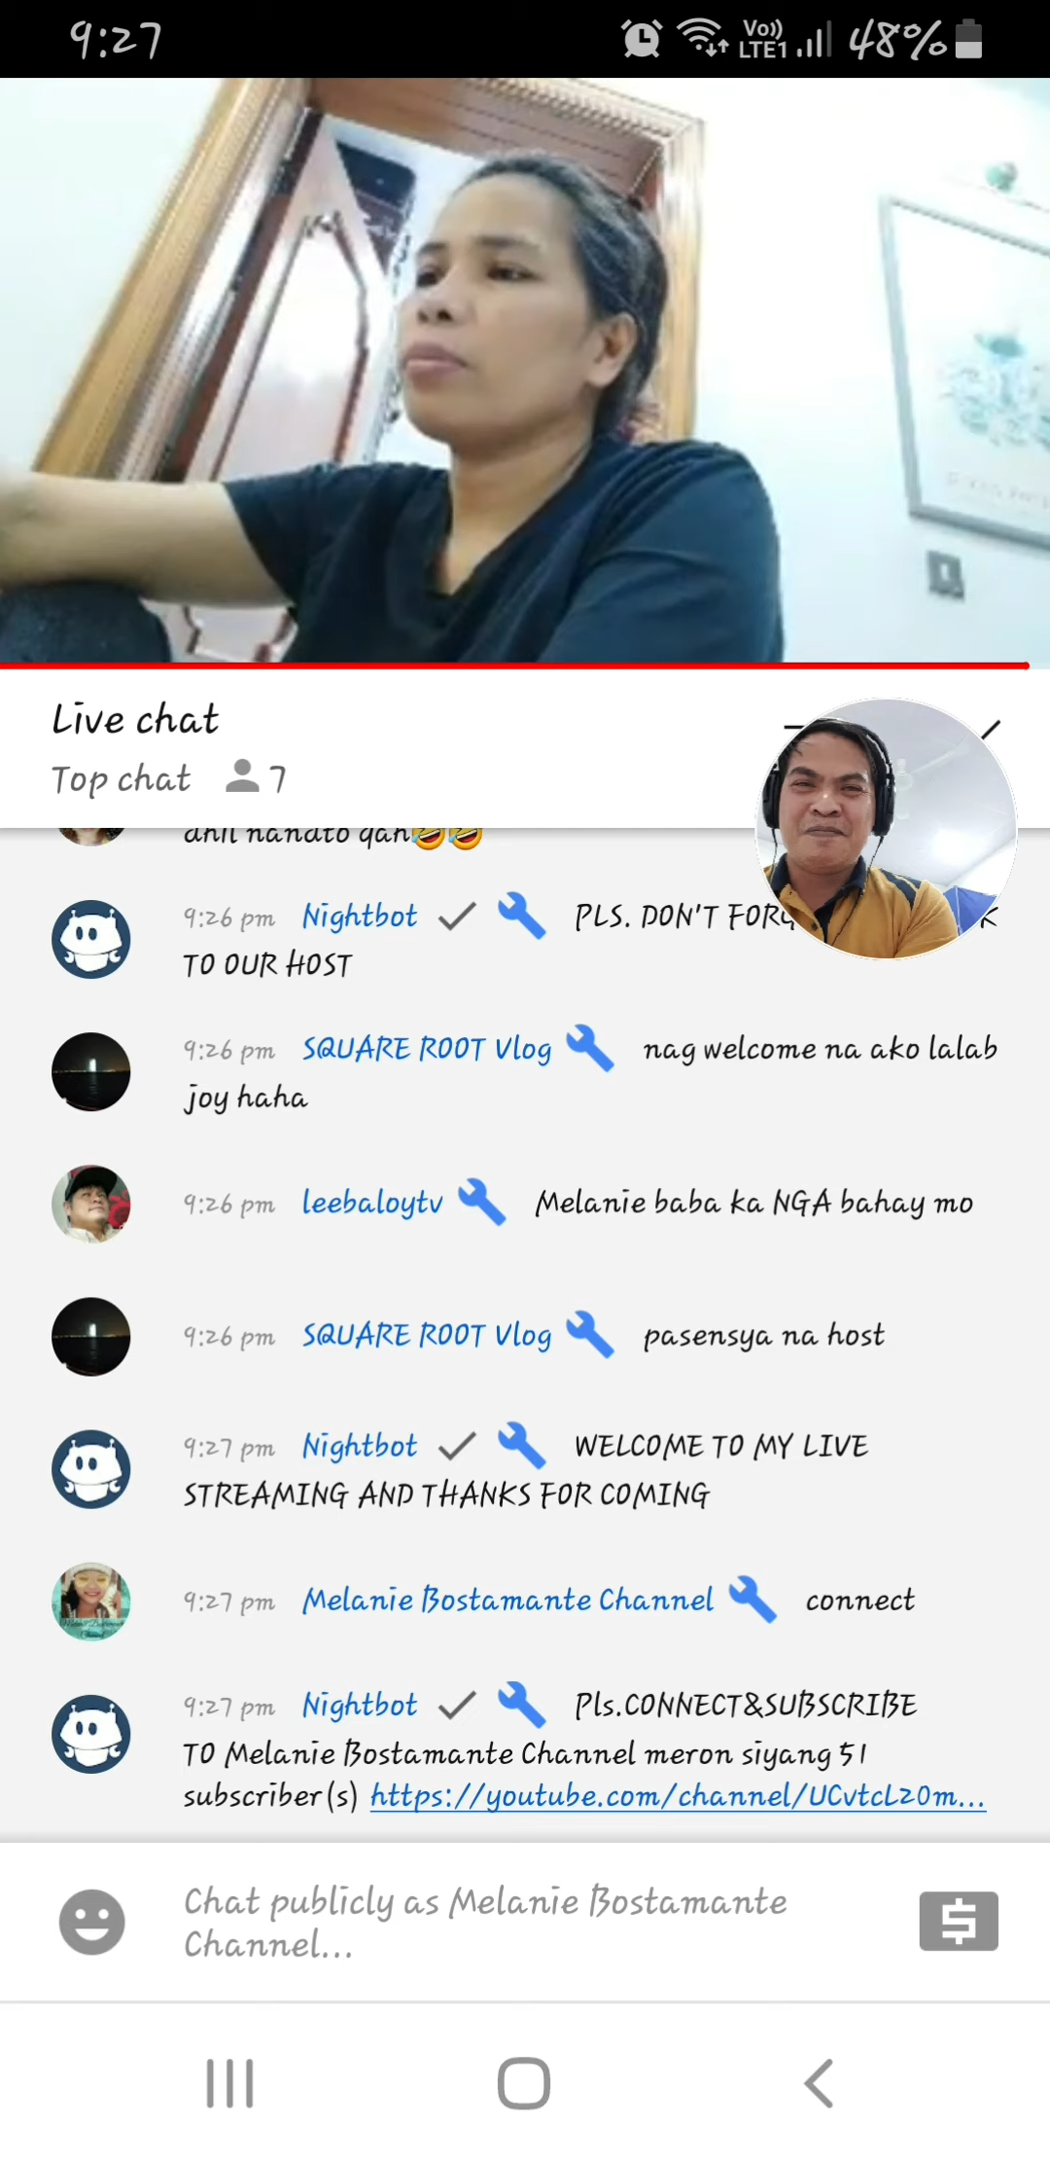 9:27
Vo))
LTE1
48%
Live chat
Top chat 7
9:26 pm Nightbot PLS. DON'T
TO OUR HOST
9:26 pm SQUARE ROOT Vlog nag welcome na ako lalab
joy haha
9:26 pm leebaloytv Melanie baba ka NGA bahay mo
9:26 pm SQUARE ROOT Vlog pasensya na host
9:27 pm Nightbot WELCOME TO MY LIVE
STREAMING AND THANKS FOR COMING
9:27 pm Melanie Bostamante Channel connect
9:27 pm Nightbot Pls.CONNECT&SUBSCRIBE
TO Melanie Bostamante Channel meron siyang 51
subscriber(s) https://youtube.com/channel/UCvtcLz0m...
Chat publicly as Melanie Bostamante
Channel...